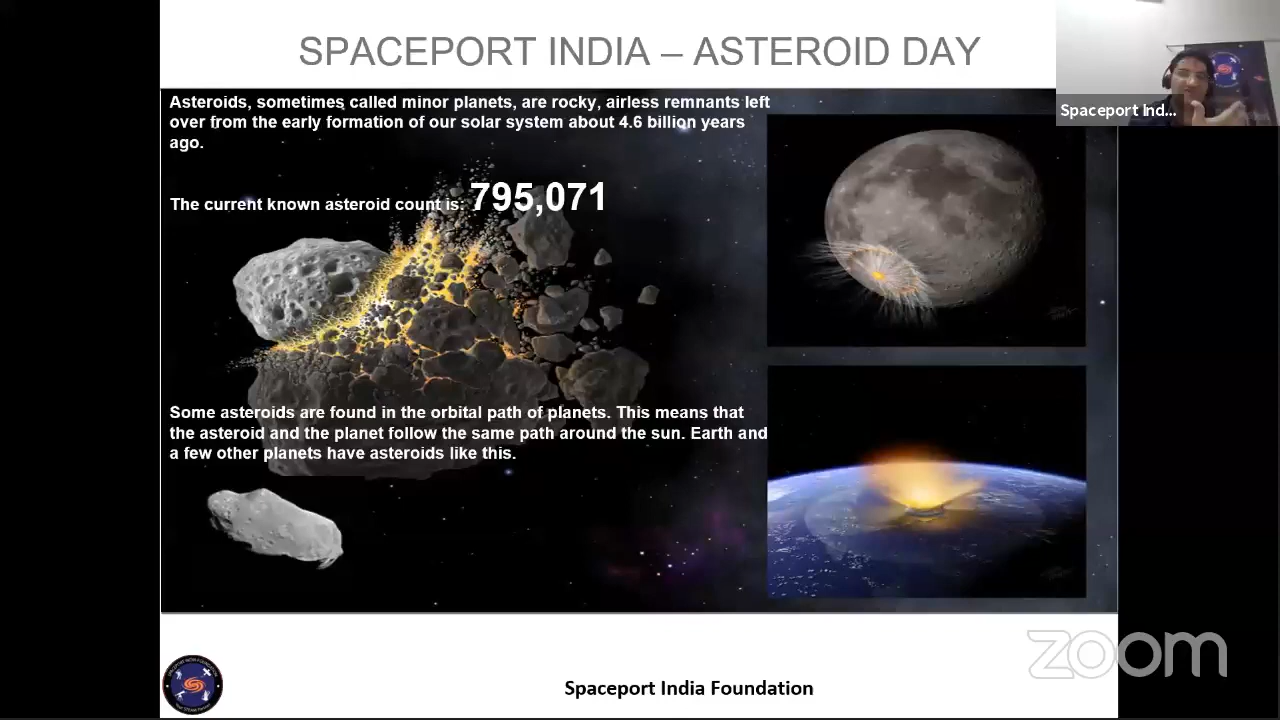 SPACEPORT INDIA – ASTEROID DAY
Spaceport Ind...
Asteroids, sometimes called minor planets, are rocky, airless remnants left
over from the early formation of our solar system about 4.6 billion years
ago.
The current known asteroid count is: 795,071
Some asteroids are found in the orbital path of planets. This means that
the asteroid and the planet follow the same path around the sun. Earth and
a few other planets have asteroids like this.
zoom
Spaceport India Foundation